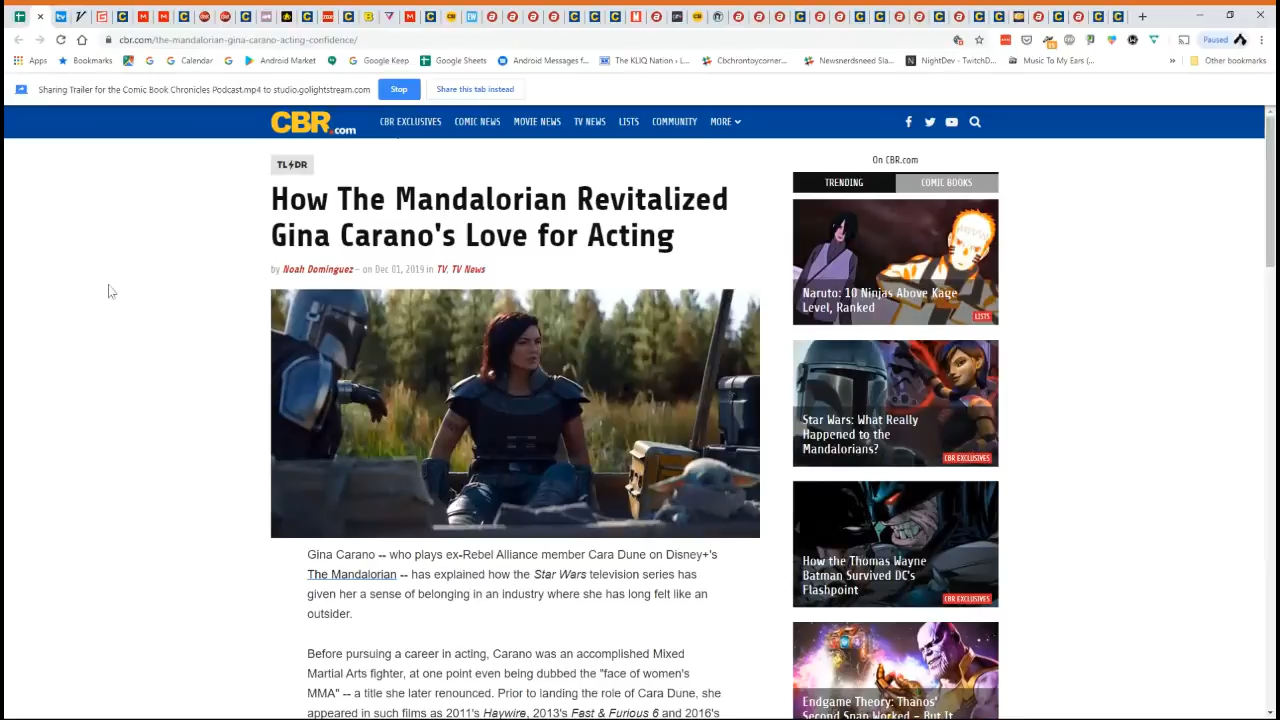 cbr.com/the-mandalorian-gina-carano-acting-confidence/
Paused
Apps
Bookmarks
Calendar
Android Market
Google Keep
Google Sheets
Android Messages f...
The KLIQ Nation › L...
Cbchrontoycorner...
Newsnerdsneed Sla...
NightDev - TwitchD...
Music To My Ears (...
»
Other bookmarks
Sharing Trailer for the Comic Book Chronicles Podcast.mp4 to studio.golightstream.com
Stop
Share this tab instead
CBR.com
CBR EXCLUSIVES
COMIC NEWS
MOVIE NEWS
TV NEWS
LISTS
COMMUNITY
MORE
TL⚡DR
How The Mandalorian Revitalized
Gina Carano's Love for Acting
by Noah Dominguez – on Dec 01, 2019 in TV, TV News
Gina Carano -- who plays ex-Rebel Alliance member Cara Dune on Disney+'s
The Mandalorian -- has explained how the Star Wars television series has
given her a sense of belonging in an industry where she has long felt like an
outsider.
Before pursuing a career in acting, Carano was an accomplished Mixed
Martial Arts fighter, at one point even being dubbed the "face of women's
MMA" -- a title she later renounced. Prior to landing the role of Cara Dune, she
appeared in such films as 2011's Haywire, 2013's Fast & Furious 6 and 2016's
On CBR.com
TRENDING
COMIC BOOKS
Naruto: 10 Ninjas Above Kage
Level, Ranked
LISTS
Star Wars: What Really
Happened to the
Mandalorians?
CBR EXCLUSIVES
How the Thomas Wayne
Batman Survived DC's
Flashpoint
CBR EXCLUSIVES
Endgame Theory: Thanos'
Second Snap Worked – But It